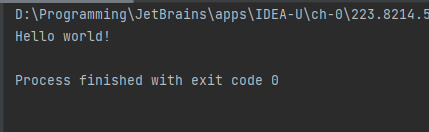 D:\Programming\JetBrains\apps\IDEA-U\ch-0\223.8214.5
Hello world!
Process finished with exit code 0